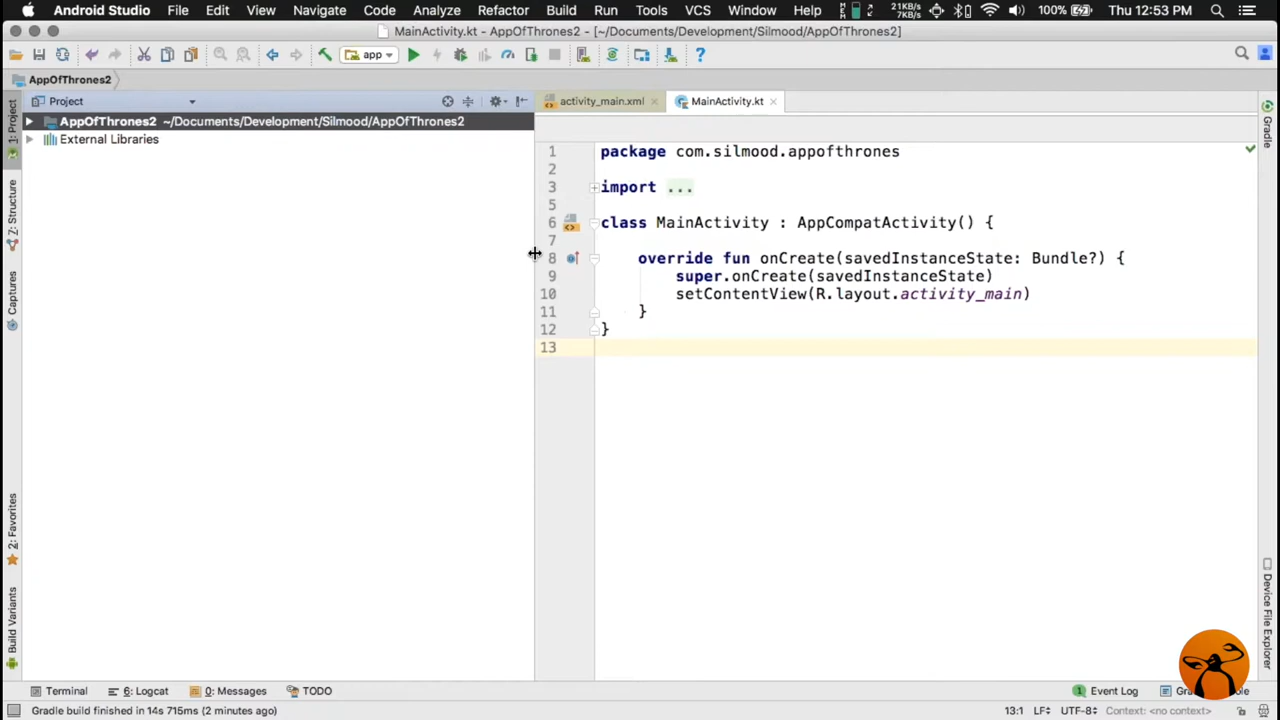 Android Studio File Edit View Navigate Code Analyze Refactor Build Run Tools VCS Window Help 21KB/s 7KB/s 100% Thu 12:53 PM
MainActivity.kt - AppOfThrones2 - [~/Documents/Development/Silmood/AppOfThrones2]
app
AppOfThrones2
Project
activity_main.xml
MainActivity.kt
AppOfThrones2 ~/Documents/Development/Silmood/AppOfThrones2
External Libraries
1: Project
Z: Structure
Captures
2: Favorites
Build Variants
1 package com.silmood.appofthrones
2
3 import ...
5
6 class MainActivity : AppCompatActivity() {
7
8 override fun onCreate(savedInstanceState: Bundle?) {
9 super.onCreate(savedInstanceState)
10 setContentView(R.layout.activity_main)
11 }
12 }
13
Gradle
Device File Explorer
Terminal 6: Logcat 0: Messages TODO 1 Event Log
Gradle build finished in 14s 715ms (2 minutes ago) 13:1 LF UTF-8 Context: <no context>